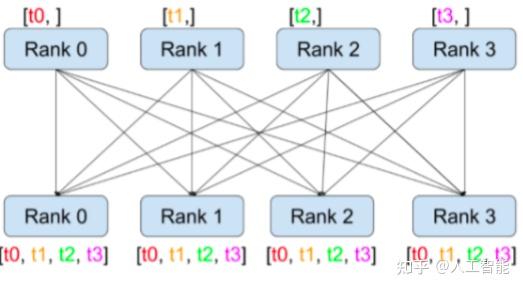 [t0, ] [t1,] [t2,] [t3, ]
Rank 0 Rank 1 Rank 2 Rank 3
Rank 0 Rank 1 Rank 2 Rank 3
[t0, t1, t2, t3] [t0, t1, t2, t3] [t0, t1, t2, t3] [t0, t1, t2, t3]
知乎 @人工智能